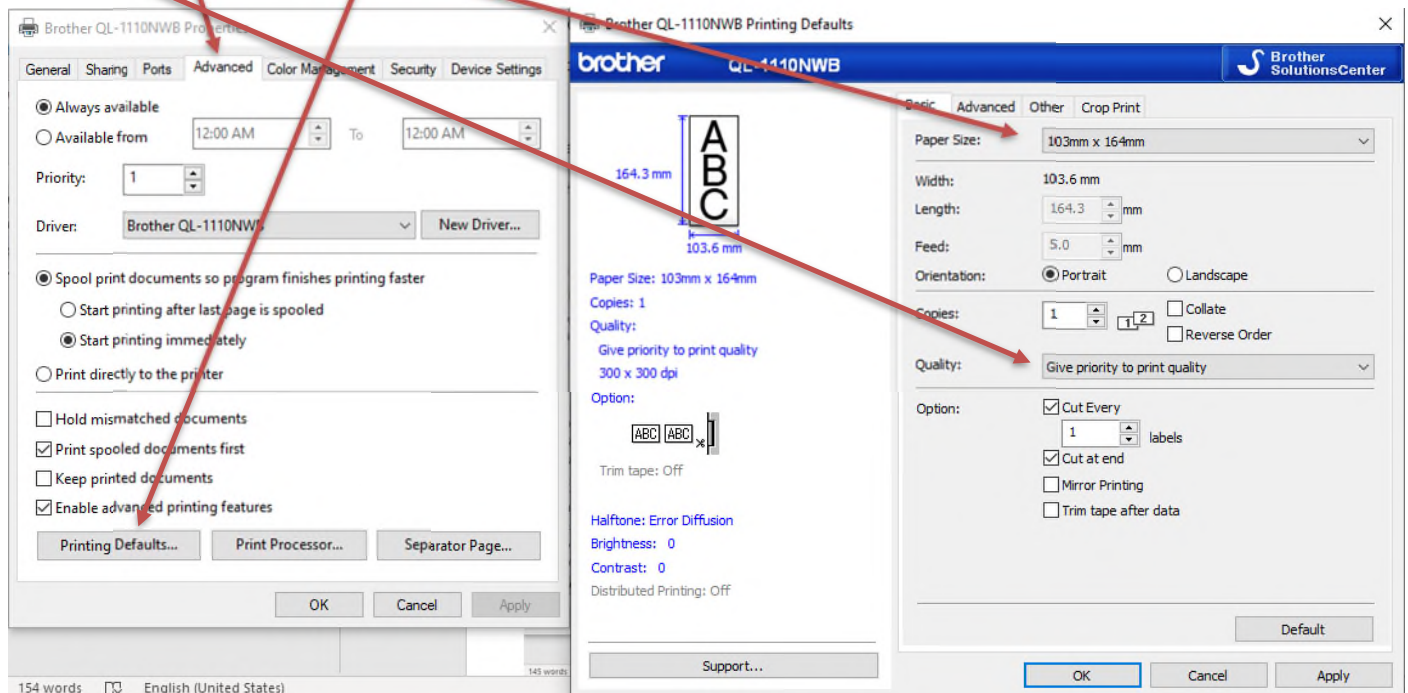 Brother QL-1110NWB Properties
General Sharing Ports Advanced Color Management Security Device Settings
Always available
Available from 12:00 AM To 12:00 AM
Priority: 1
Driver: Brother QL-1110NWB New Driver...
Spool print documents so program finishes printing faster
Start printing after last page is spooled
Start printing immediately
Print directly to the printer
Hold mismatched documents
Print spooled documents first
Keep printed documents
Enable advanced printing features
Printing Defaults... Print Processor... Separator Page...
OK Cancel Apply
145 words
154 words English (United States)
Brother QL-1110NWB Printing Defaults
brother QL-1110NWB Brother
SolutionsCenter
A
B
C
164.3 mm
103.6 mm
Paper Size: 103mm x 164mm
Copies: 1
Quality:
Give priority to print quality
300 x 300 dpi
Option:
ABC ABC
Trim tape: Off
Halftone: Error Diffusion
Brightness: 0
Contrast: 0
Distributed Printing: Off
Support...
Basic Advanced Other Crop Print
Paper Size: 103mm x 164mm
Width: 103.6 mm
Length: 164.3 mm
Feed: 5.0 mm
Orientation: Portrait Landscape
Copies: 1 1 2 Collate
Reverse Order
Quality: Give priority to print quality
Option: Cut Every
1 labels
Cut at end
Mirror Printing
Trim tape after data
Default
OK Cancel Apply